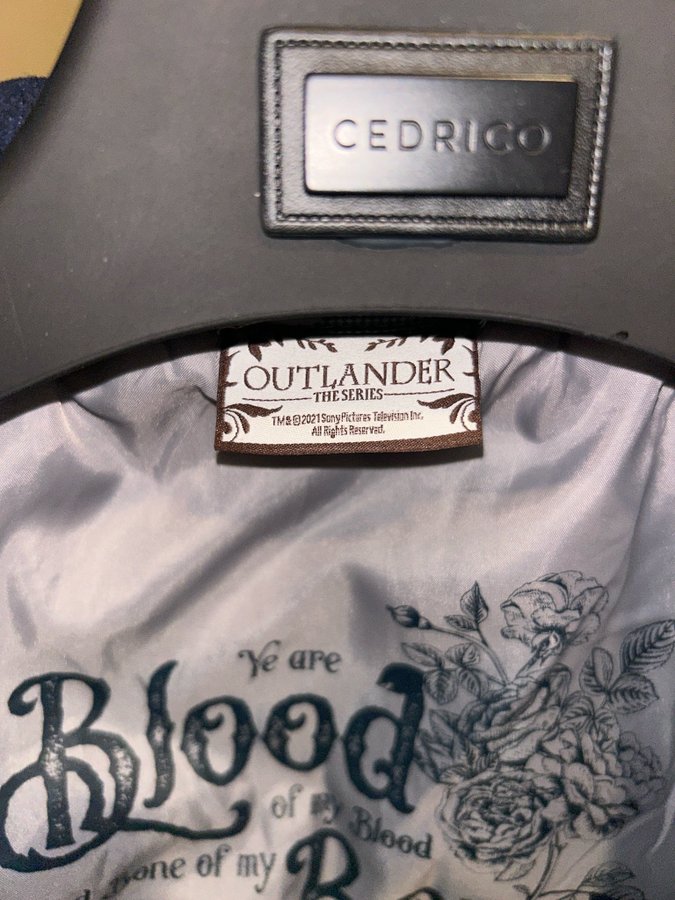 CEDRICO
OUTLANDER
THE SERIES
TM & © 2021 Sony Pictures Television Inc.
All Rights Reserved.
Ye are
Blood
of my Blood
Bone of my